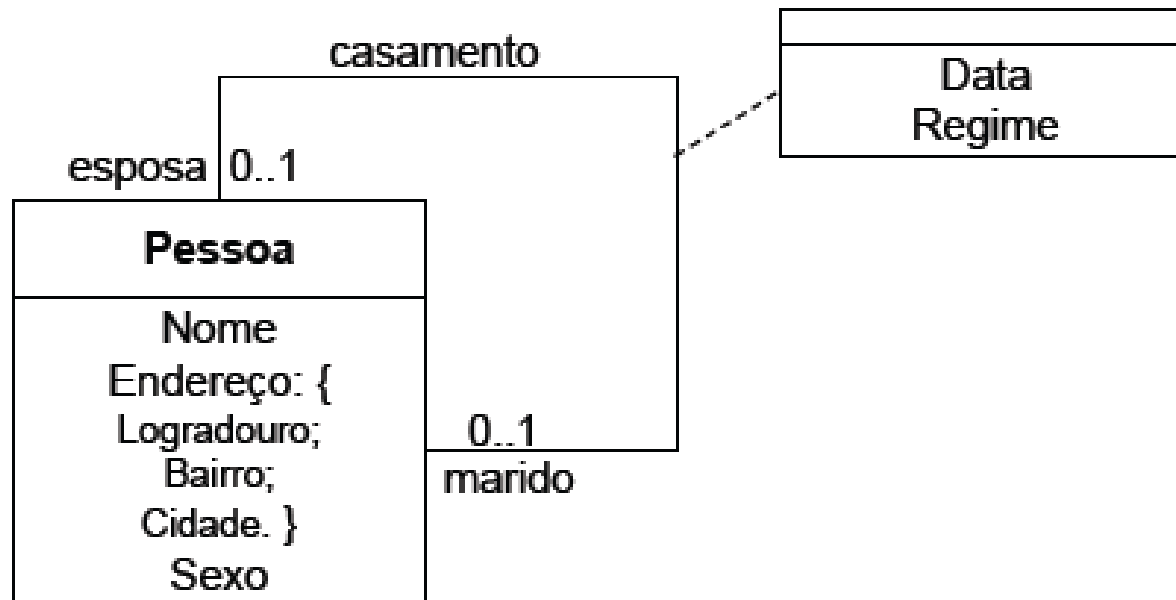 casamento
Data
Regime
esposa 0..1
Pessoa
Nome
Endereço: {
Logradouro;
Bairro;
Cidade. }
Sexo
0..1
marido